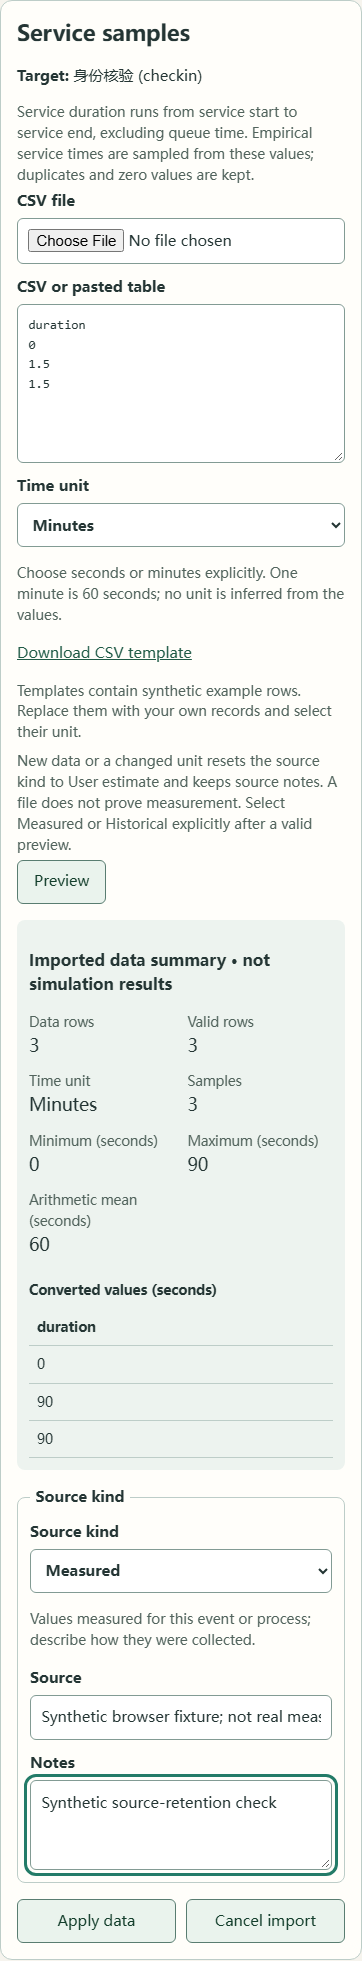 Service samples
Target: 身份核验 (checkin)
Service duration runs from service start to
service end, excluding queue time. Empirical
service times are sampled from these values;
duplicates and zero values are kept.
CSV file
Choose File No file chosen
CSV or pasted table
duration
0
1.5
1.5
Time unit
Minutes
Choose seconds or minutes explicitly. One
minute is 60 seconds; no unit is inferred from the
values.
Download CSV template
Templates contain synthetic example rows.
Replace them with your own records and select
their unit.
New data or a changed unit resets the source
kind to User estimate and keeps source notes. A
file does not prove measurement. Select
Measured or Historical explicitly after a valid
preview.
Preview
Imported data summary • not
simulation results
Data rows
3
Valid rows
3
Time unit
Minutes
Samples
3
Minimum (seconds)
0
Maximum (seconds)
90
Arithmetic mean
(seconds)
60
Converted values (seconds)
duration
0
90
90
Source kind
Source kind
Measured
Values measured for this event or process;
describe how they were collected.
Source
Synthetic browser fixture; not real
Notes
Synthetic source-retention check
Apply data
Cancel import